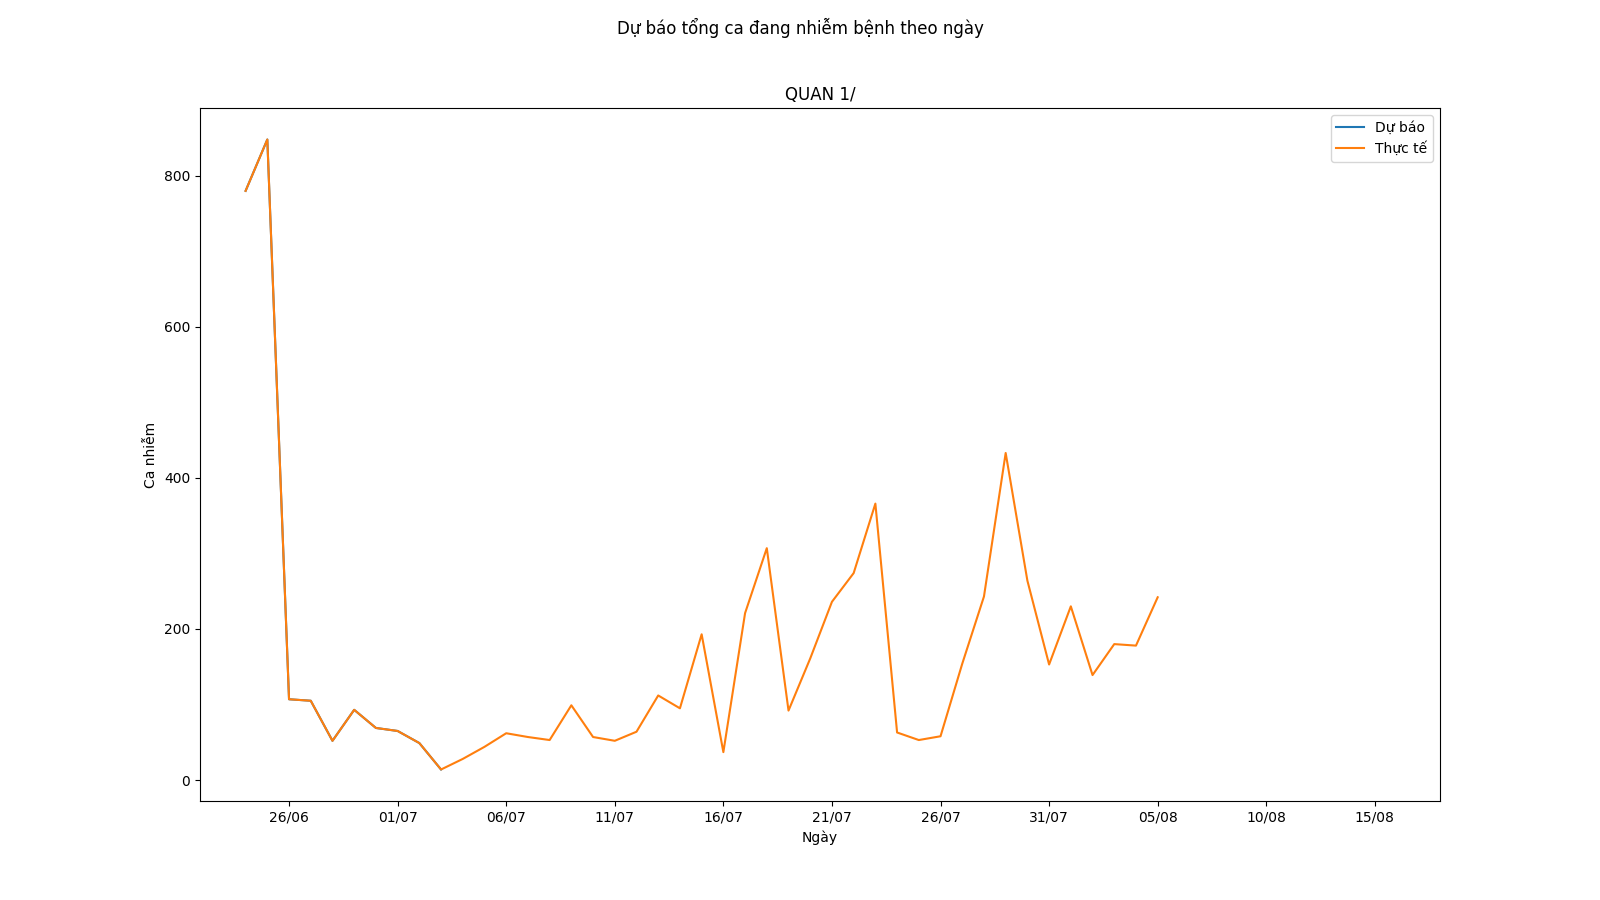 Dự báo tổng ca đang nhiễm bệnh theo ngày
QUAN 1/
Dự báo
Thực tế
800
600
400
200
0
Ca nhiễm
26/06 01/07 06/07 11/07 16/07 21/07 26/07 31/07 05/08 10/08 15/08
Ngày